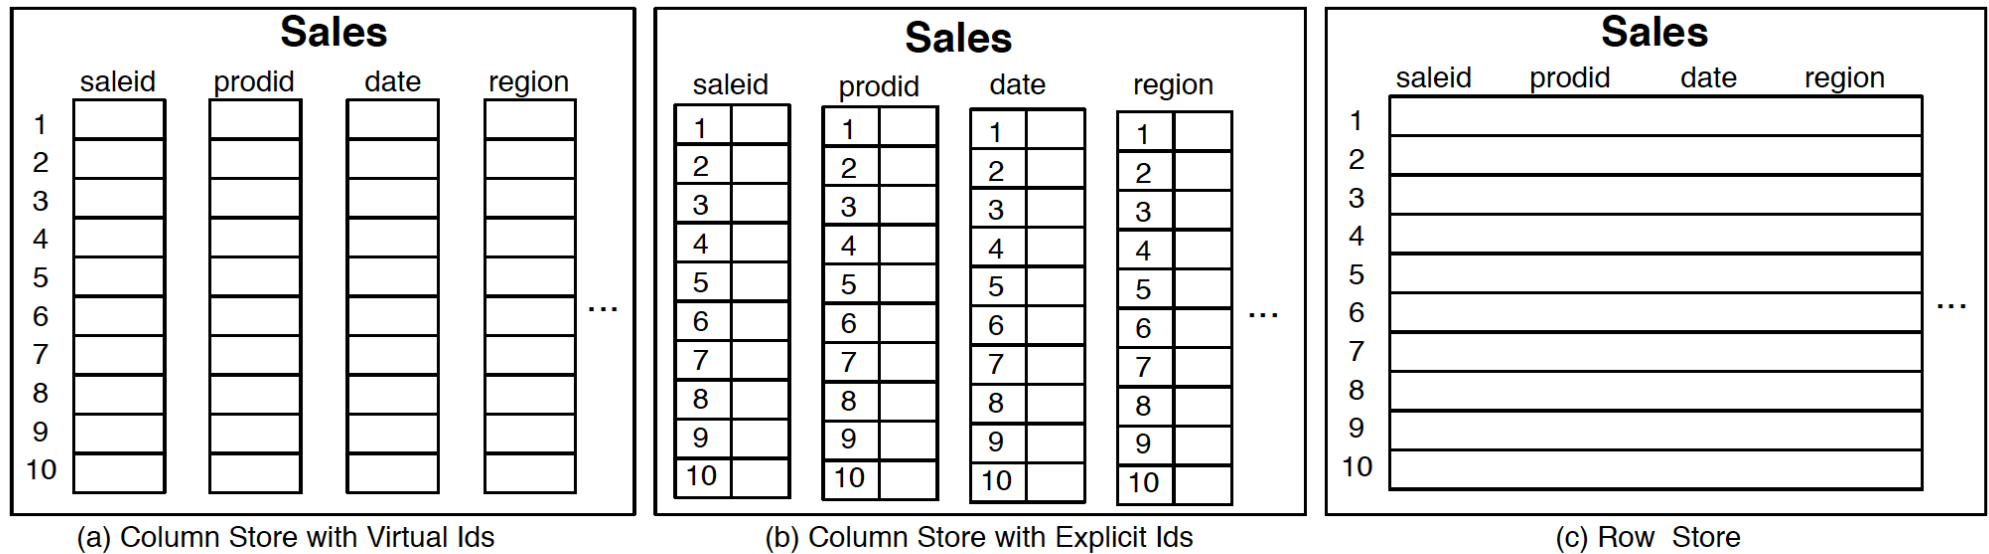 Sales
saleid prodid date region
1
2
3
4
5
6
7
8
9
10
...
(a) Column Store with Virtual Ids
Sales
saleid prodid date region
1 1 1 1
2 2 2 2
3 3 3 3
4 4 4 4
5 5 5 5
6 6 6 6
7 7 7 7
8 8 8 8
9 9 9 9
10 10 10 10
...
(b) Column Store with Explicit Ids
Sales
saleid prodid date region
1
2
3
4
5
6
7
8
9
10
...
(c) Row Store